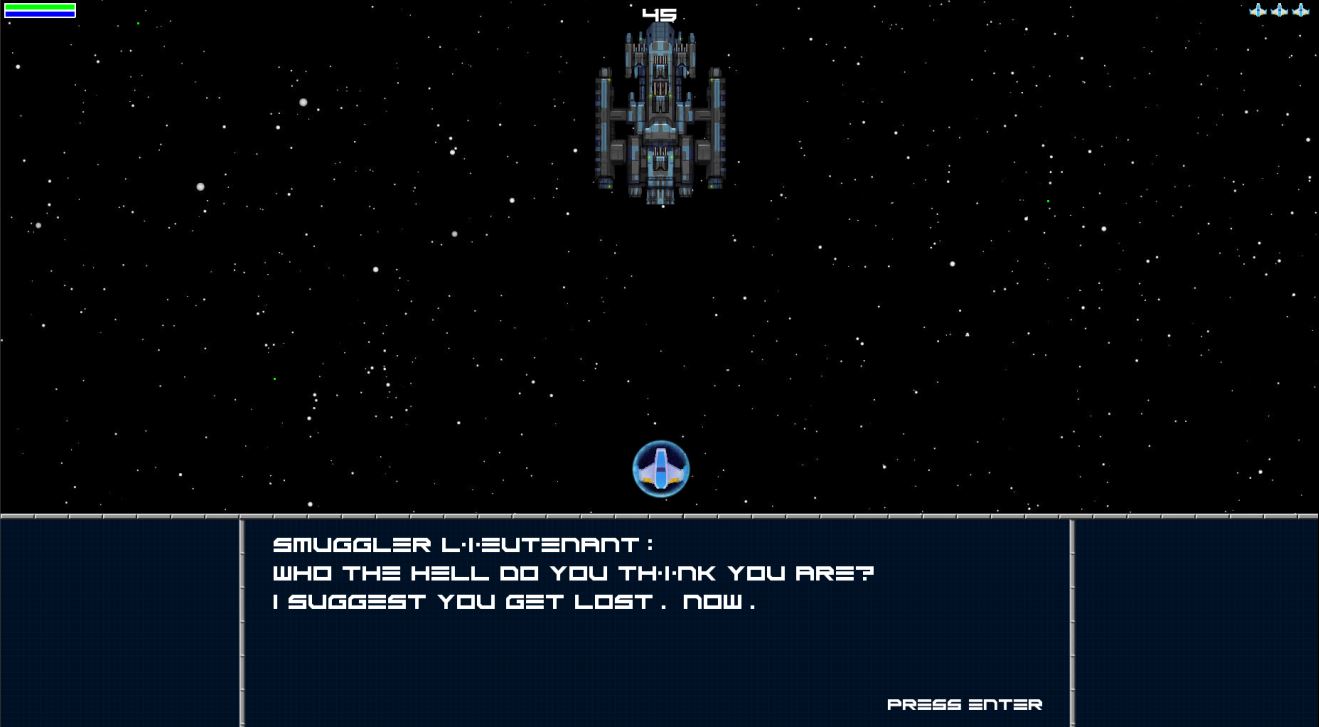 45
SMUGGLER LIEUTENANT:
WHO THE HELL DO YOU THINK YOU ARE?
I SUGGEST YOU GET LOST. NOW.
PRESS ENTER